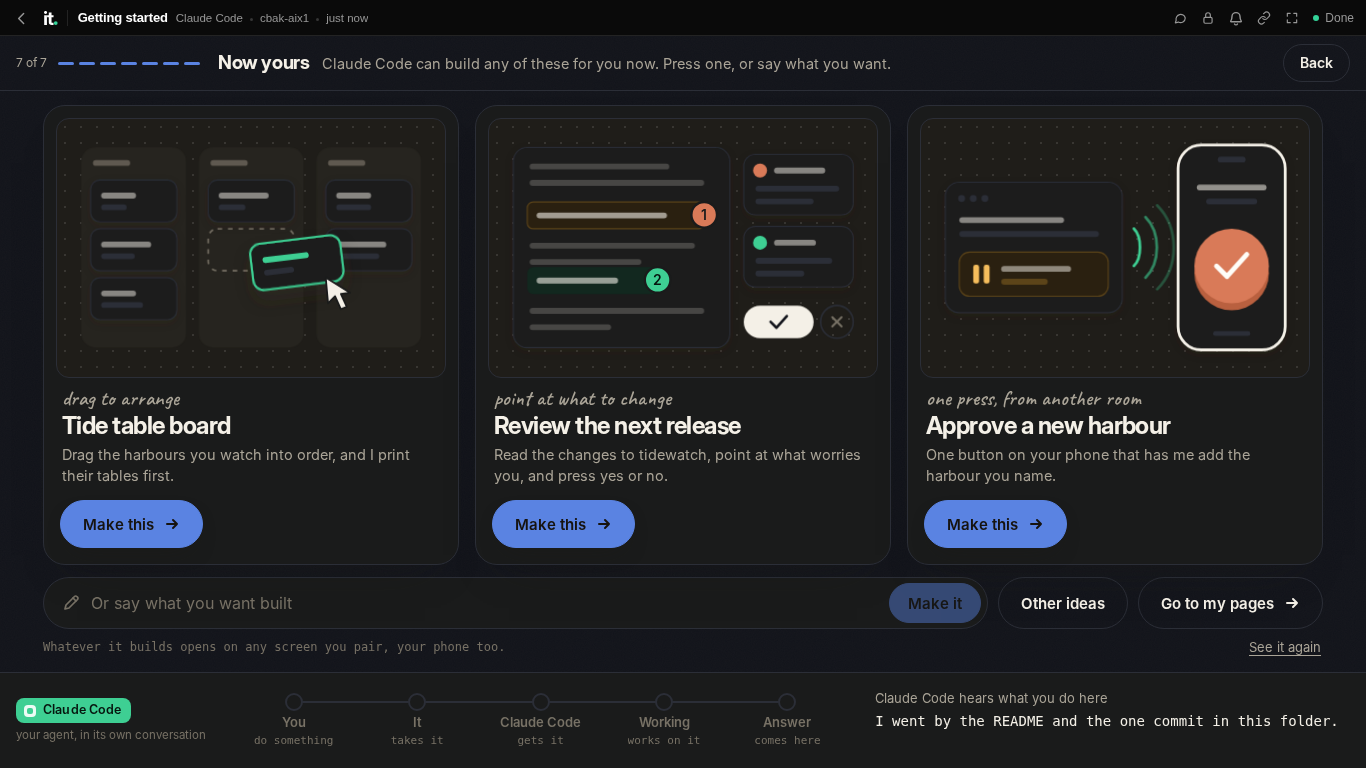 it.
Getting started Claude Code • cbak-aix1 • just now
Done
7 of 7
Now yours Claude Code can build any of these for you now. Press one, or say what you want.
Back
1
2
drag to arrange
Tide table board
Drag the harbours you watch into order, and I print
their tables first.
Make this →
point at what to change
Review the next release
Read the changes to tidewatch, point at what worries
you, and press yes or no.
Make this →
one press, from another room
Approve a new harbour
One button on your phone that has me add the
harbour you name.
Make this →
Or say what you want built
Make it
Other ideas
Go to my pages →
Whatever it builds opens on any screen you pair, your phone too.
See it again
Claude Code
your agent, in its own conversation
You
do something
It
takes it
Claude Code
gets it
Working
works on it
Answer
comes here
Claude Code hears what you do here
I went by the README and the one commit in this folder.